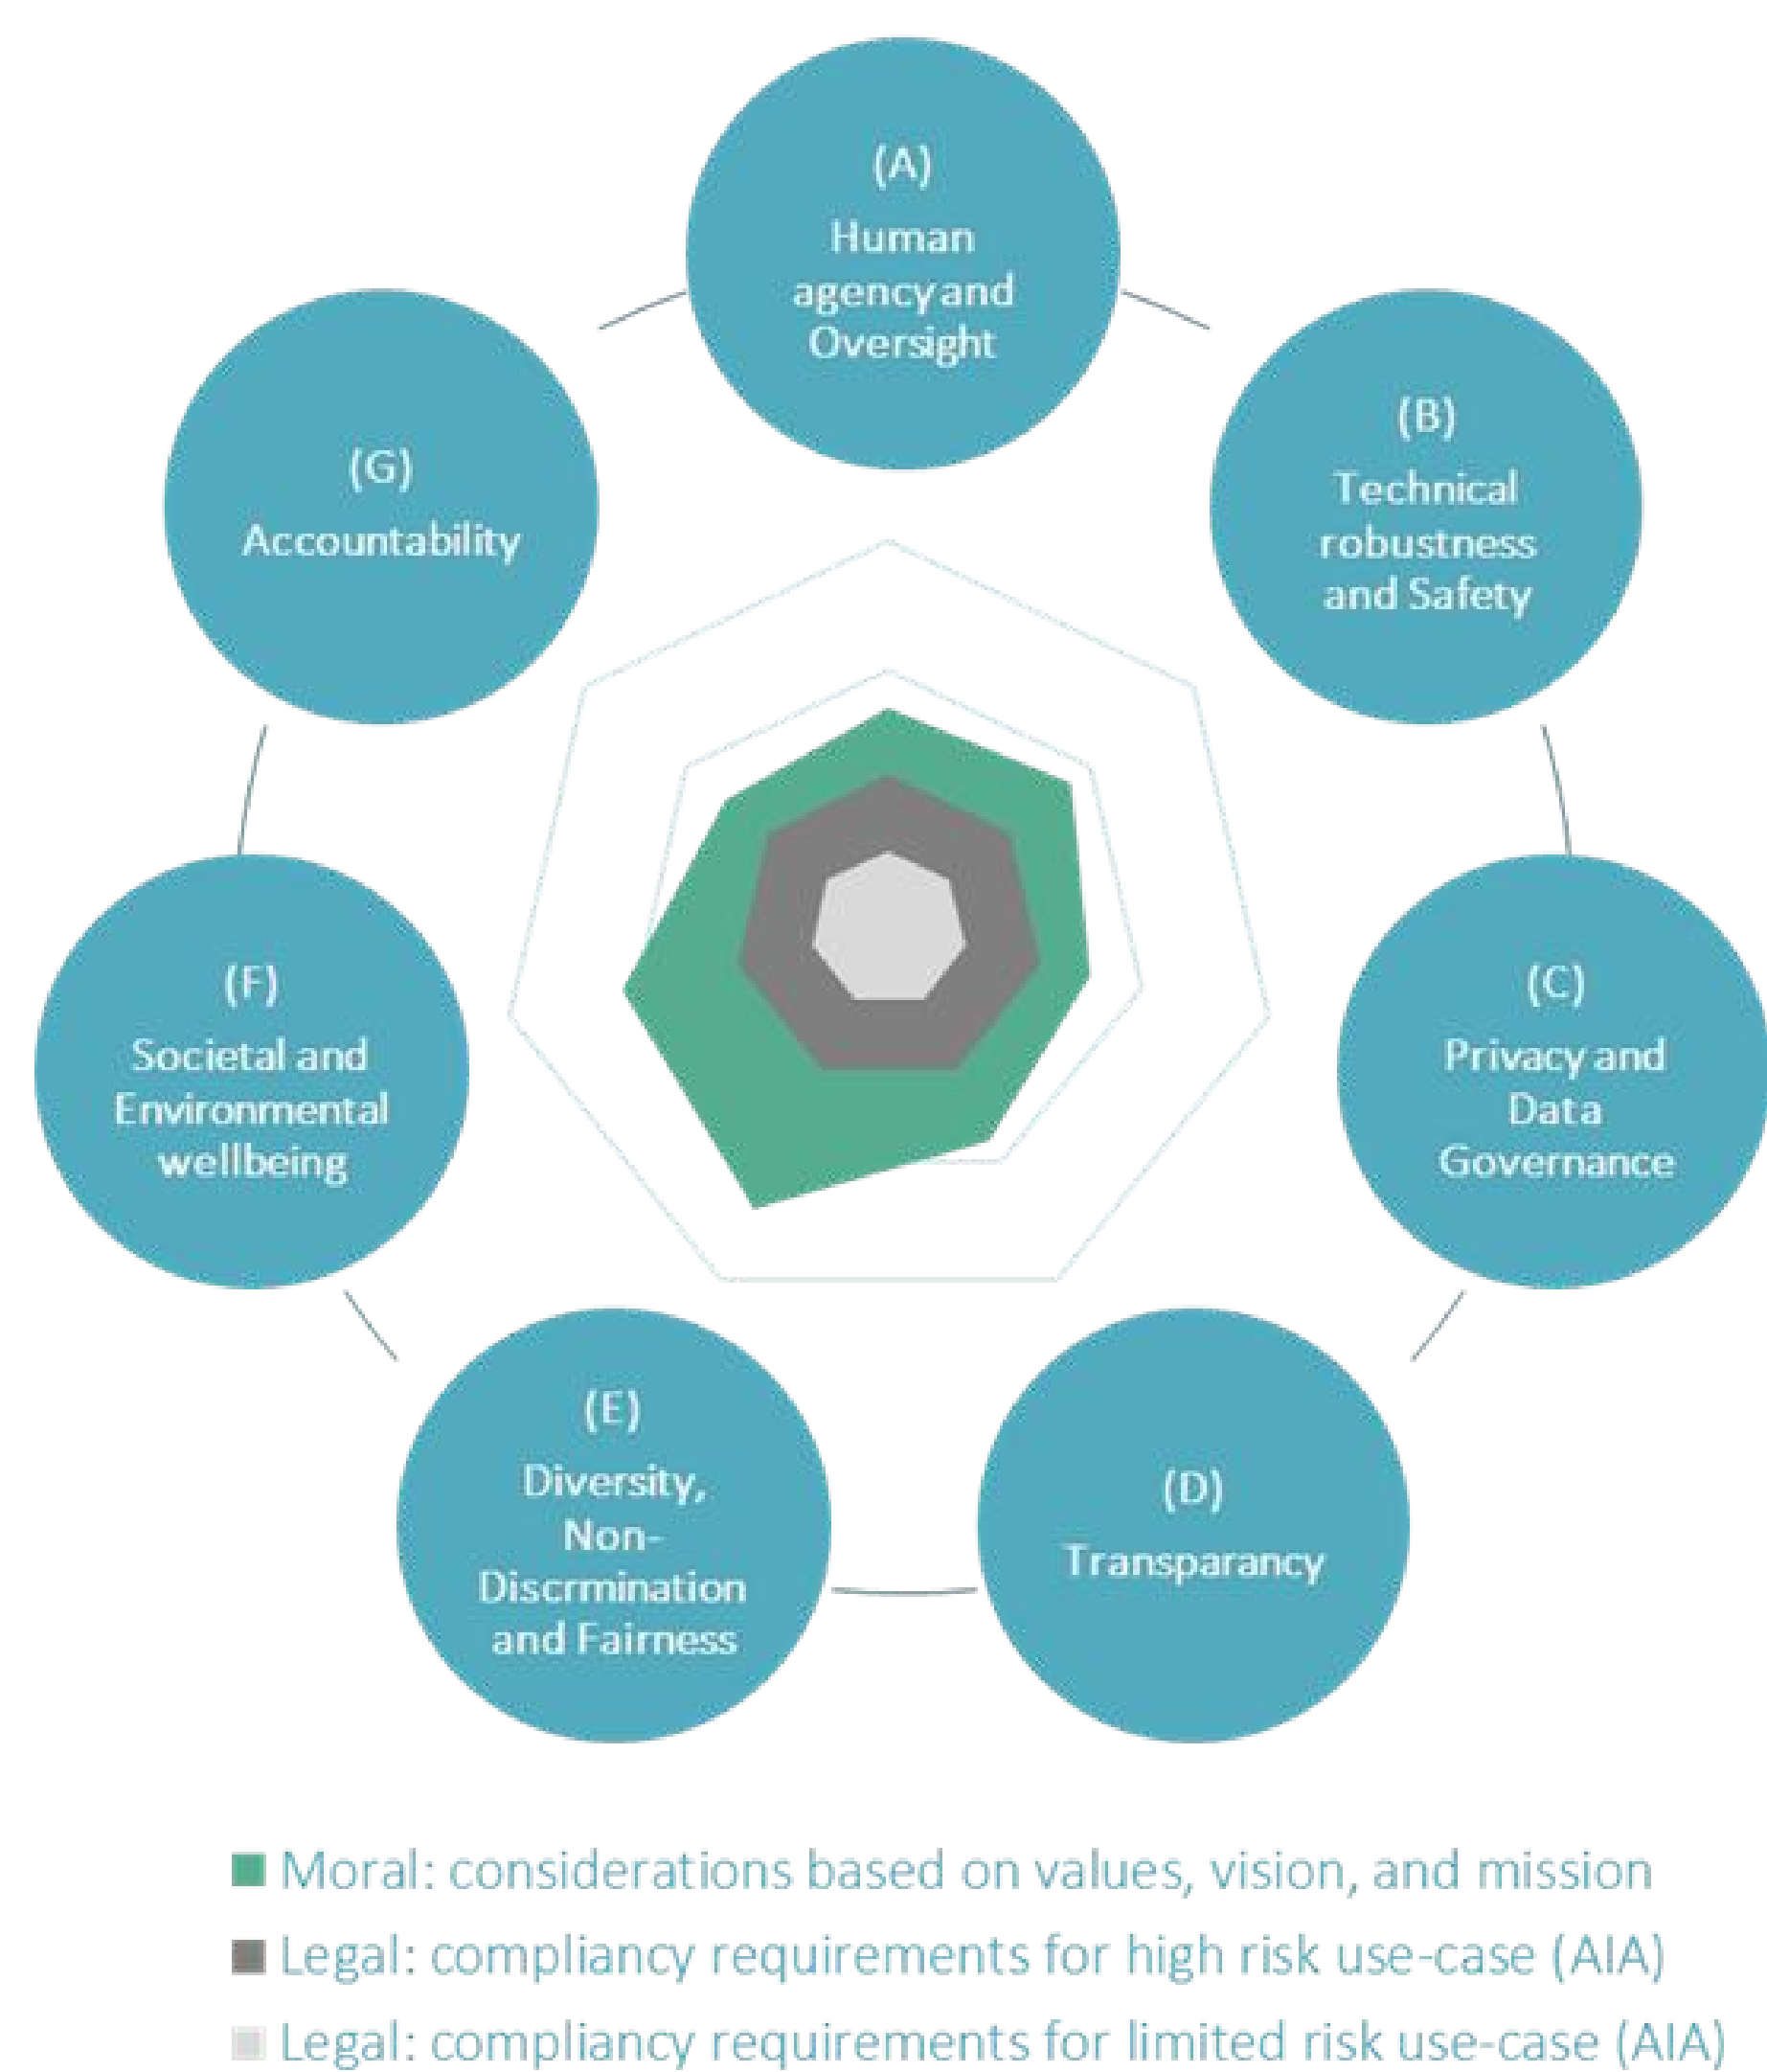 (A)
Human
agency and
Oversight
(B)
Technical
robustness
and Safety
(C)
Privacy and
Data
Governance
(D)
Transparancy
(E)
Diversity,
Non-
Discrmination
and Fairness
(F)
Societal and
Environmental
wellbeing
(G)
Accountability
Moral: considerations based on values, vision, and mission
Legal: compliancy requirements for high risk use-case (AIA)
Legal: compliancy requirements for limited risk use-case (AIA)